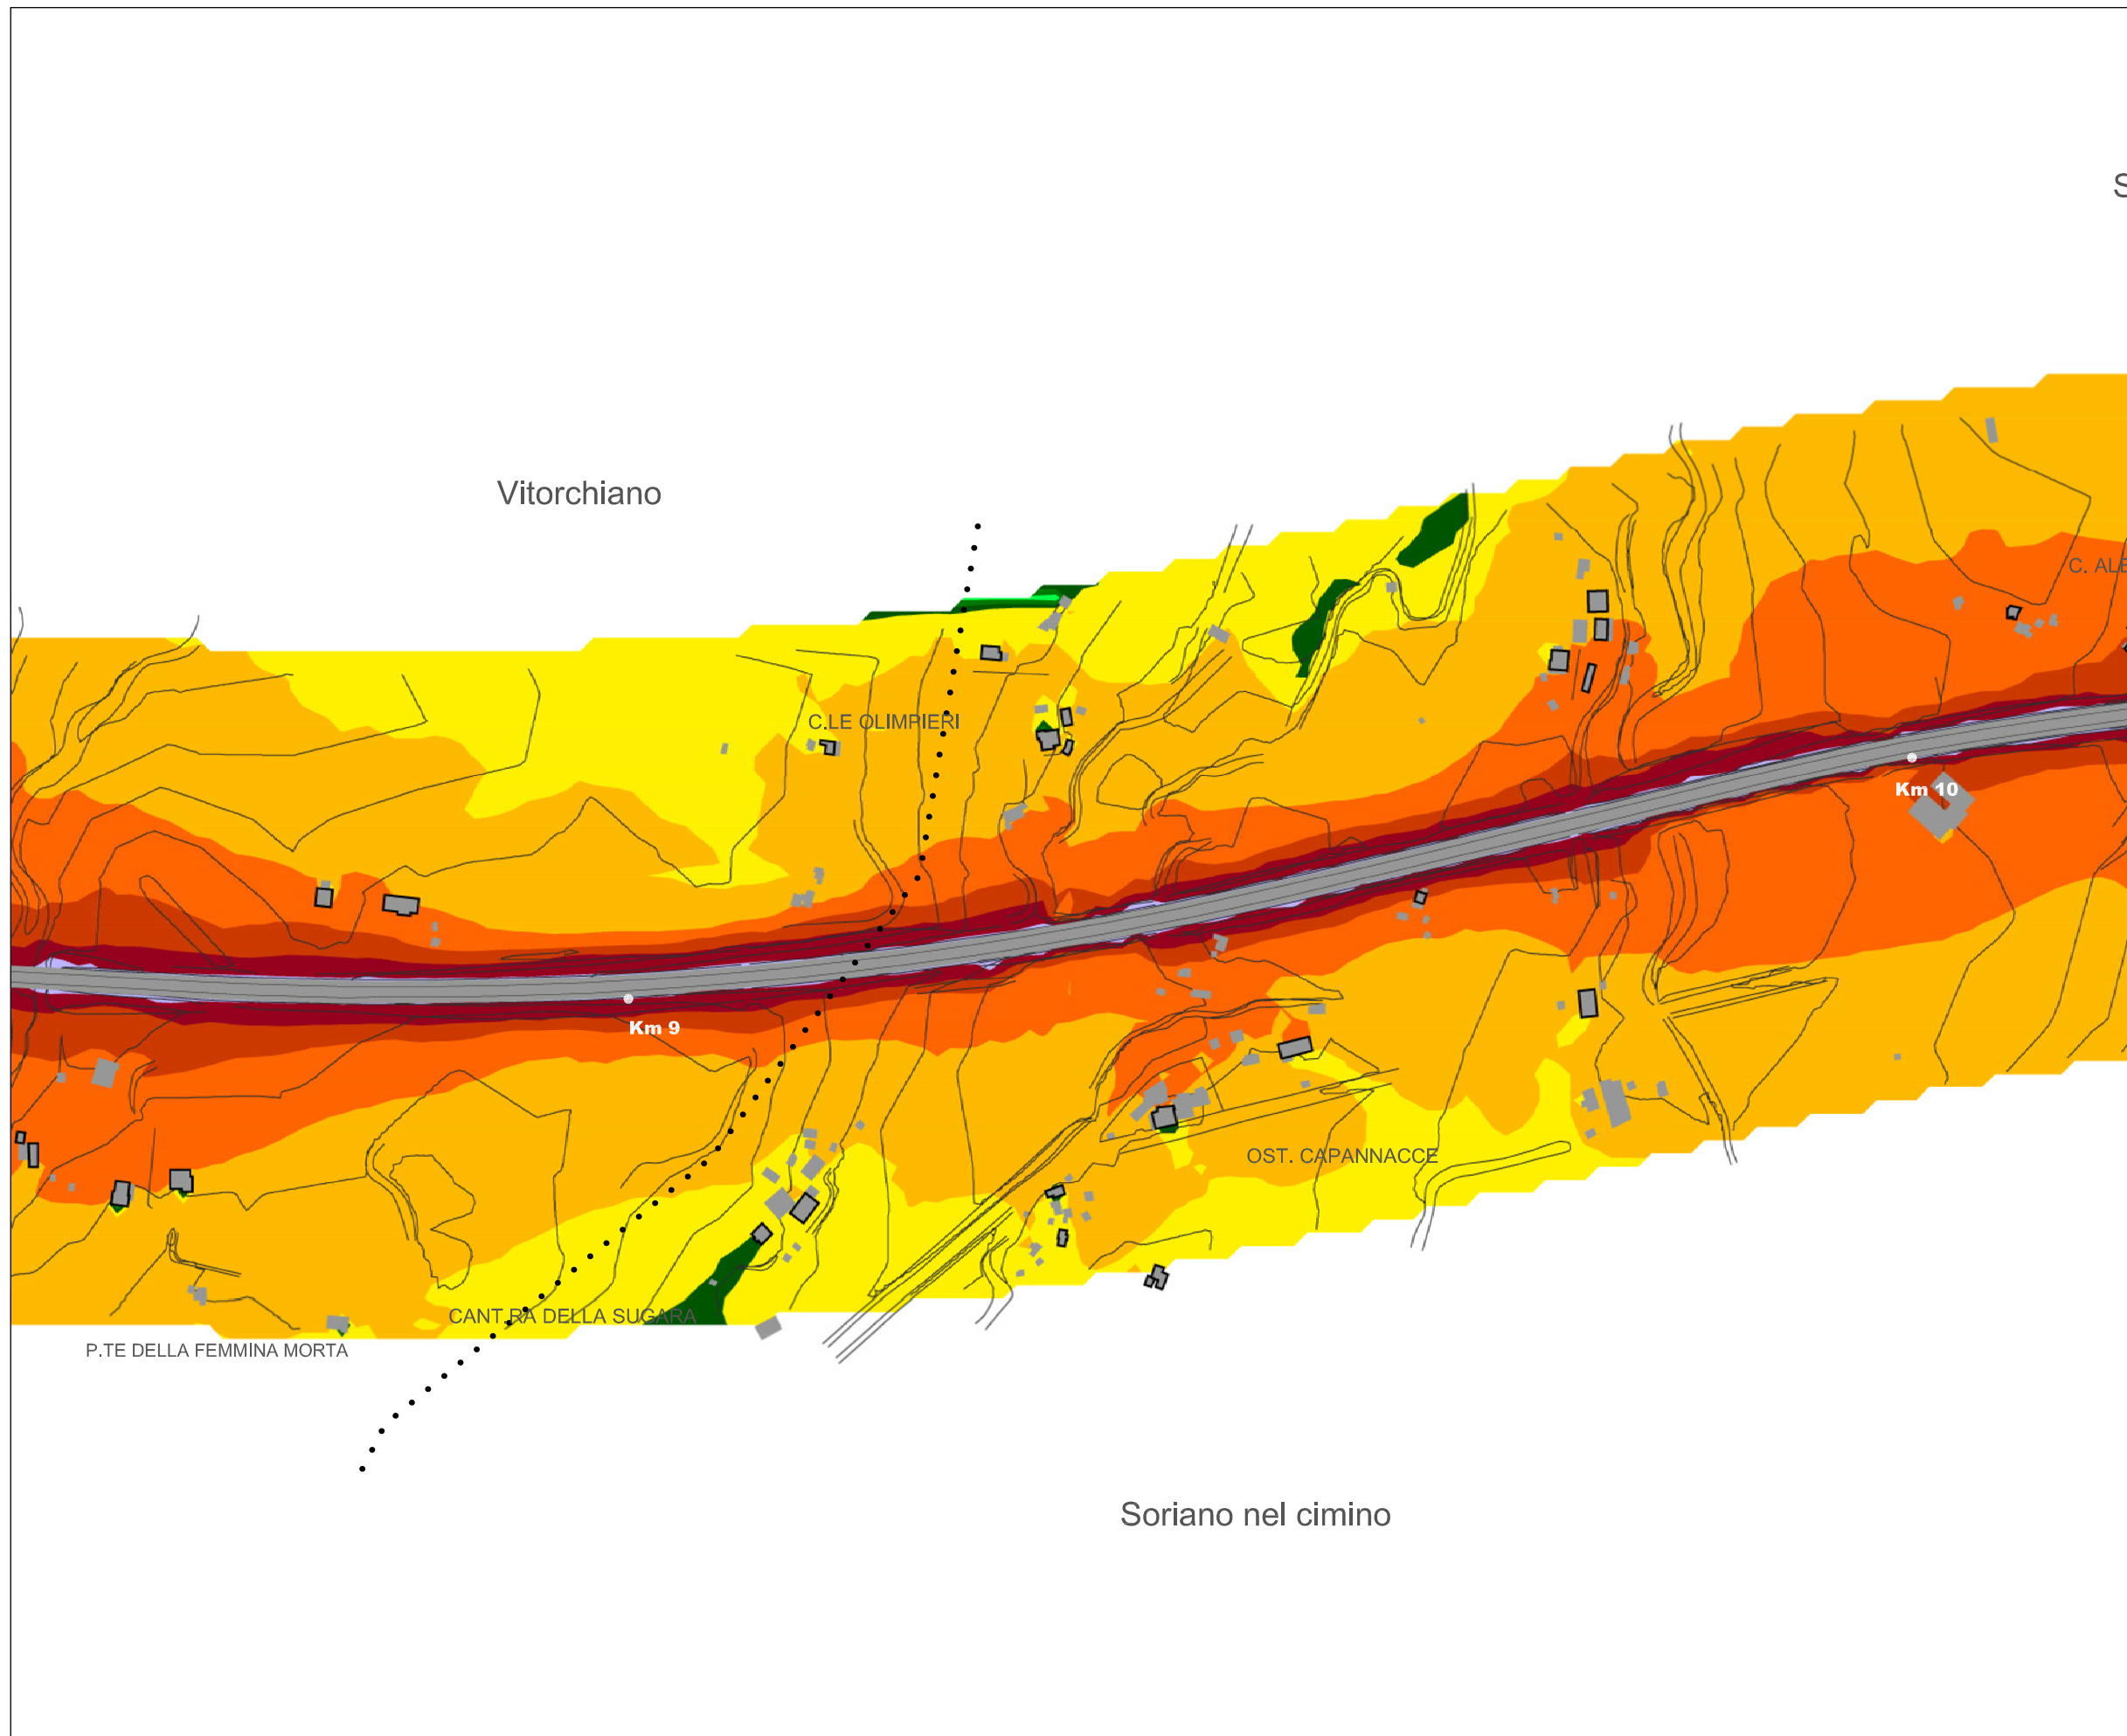 S
Vitorchiano
C. ALE
C.LE OLIMPIERI
Km 10
Km 9
OST. CAPANNACCE
CANT.RA DELLA SUGARA
P.TE DELLA FEMMINA MORTA
Soriano nel cimino